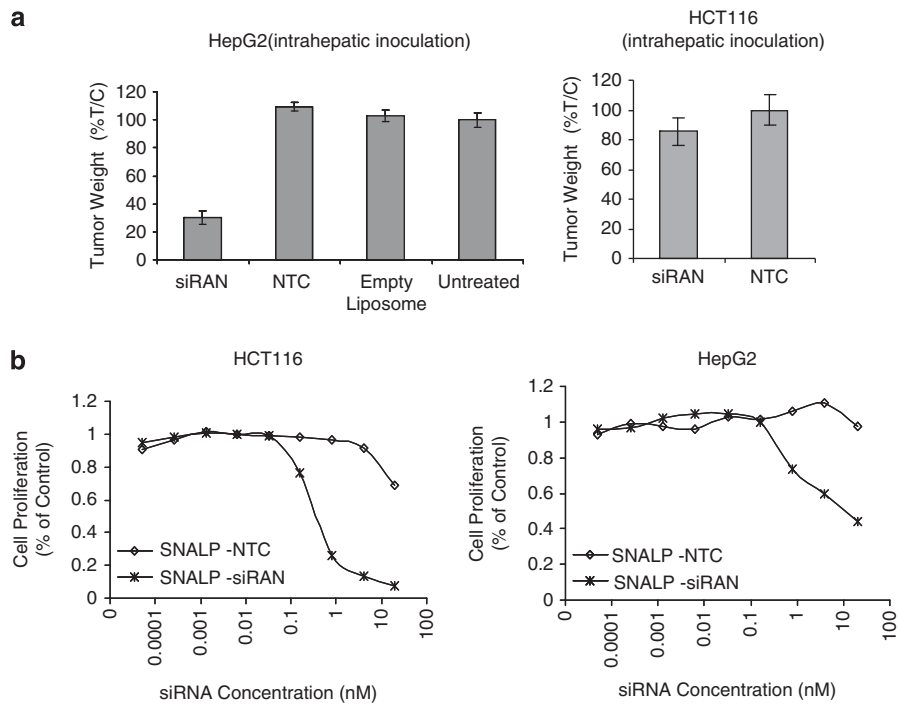 a
HepG2(intrahepatic inoculation)
Tumor Weight (%T/C)
120
100
80
60
40
20
0
siRAN NTC Empty Liposome Untreated
HCT116
(intrahepatic inoculation)
Tumor Weight (%T/C)
120
100
80
60
40
20
0
siRAN NTC
b
HCT116
Cell Proliferation
(% of Control)
1.2
1
0.8
0.6
0.4
0.2
0
SNALP -NTC
SNALP -siRAN
0 0.0001 0.001 0.01 0.1 1 10 100
siRNA Concentration (nM)
HepG2
Cell Proliferation
(% of Control)
1.2
1
0.8
0.6
0.4
0.2
0
SNALP -NTC
SNALP -siRAN
0 0.0001 0.001 0.01 0.1 1 10 100
siRNA Concentration (nM)